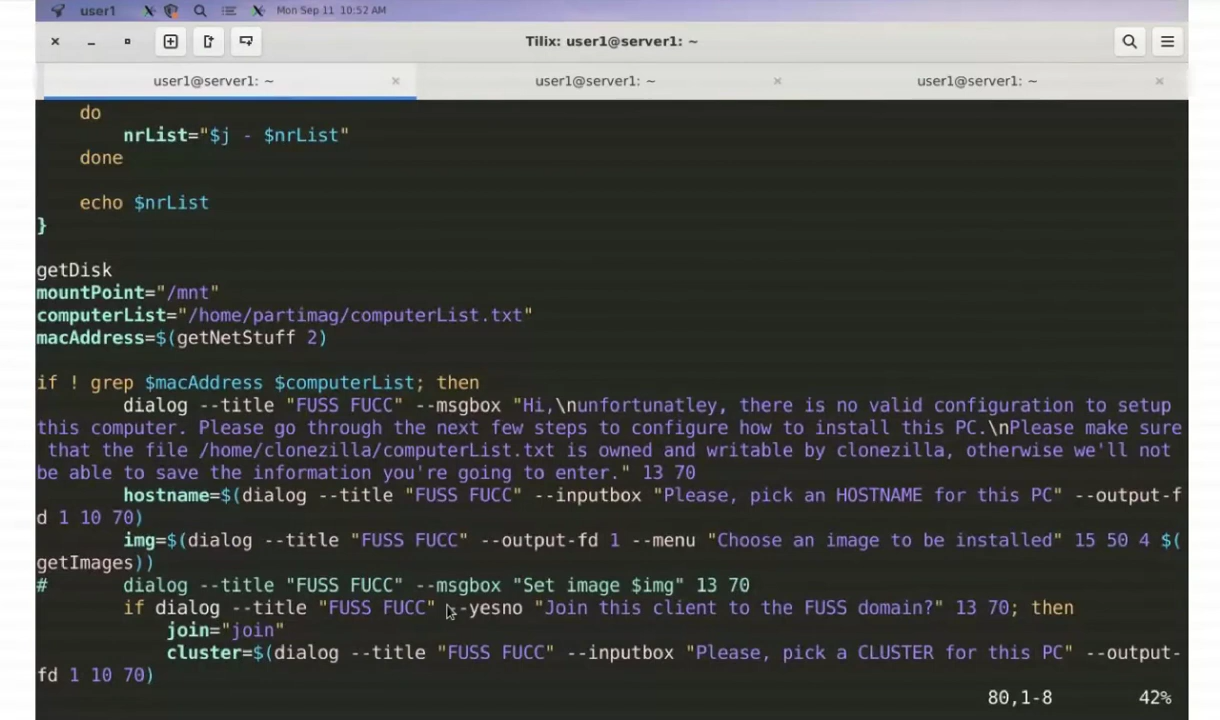 user1 Mon Sep 11 10:52 AM
Tilix: user1@server1: ~
user1@server1: ~ user1@server1: ~ user1@server1: ~
do
nrList="$j - $nrList"
done
echo $nrList
}
getDisk
mountPoint="/mnt"
computerList="/home/partimag/computerList.txt"
macAddress=$(getNetStuff 2)
if ! grep $macAddress $computerList; then
dialog --title "FUSS FUCC" --msgbox "Hi,\nunfortunatley, there is no valid configuration to setup
this computer. Please go through the next few steps to configure how to install this PC.\nPlease make sure
that the file /home/clonezilla/computerList.txt is owned and writable by clonezilla, otherwise we'll not
be able to save the information you're going to enter." 13 70
hostname=$(dialog --title "FUSS FUCC" --inputbox "Please, pick an HOSTNAME for this PC" --output-f
d 1 10 70)
img=$(dialog --title "FUSS FUCC" --output-fd 1 --menu "Choose an image to be installed" 15 50 4 $(
getImages))
# dialog --title "FUSS FUCC" --msgbox "Set image $img" 13 70
if dialog --title "FUSS FUCC" --yesno "Join this client to the FUSS domain?" 13 70; then
join="join"
cluster=$(dialog --title "FUSS FUCC" --inputbox "Please, pick a CLUSTER for this PC" --output-
fd 1 10 70)
80,1-8 42%